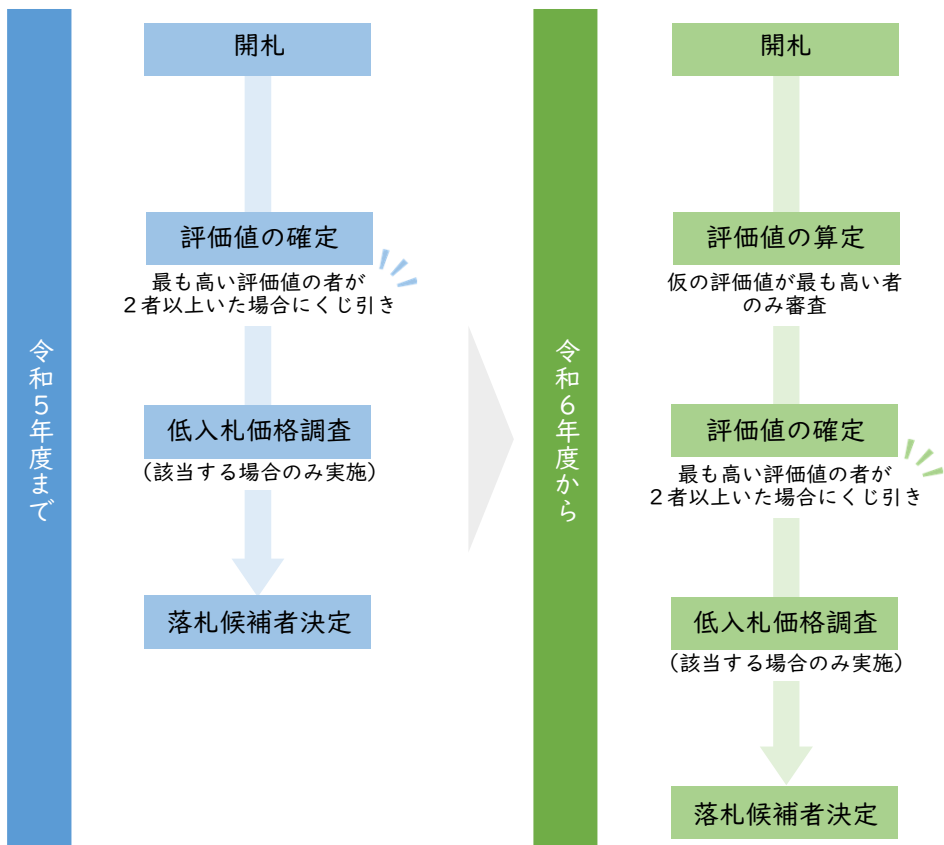 令和5年度まで
開札
評価値の確定
最も高い評価値の者が
2者以上いた場合にくじ引き
低入札価格調査
(該当する場合のみ実施)
落札候補者決定
令和6年度から
開札
評価値の算定
仮の評価値が最も高い者
のみ審査
評価値の確定
最も高い評価値の者が
2者以上いた場合にくじ引き
低入札価格調査
(該当する場合のみ実施)
落札候補者決定